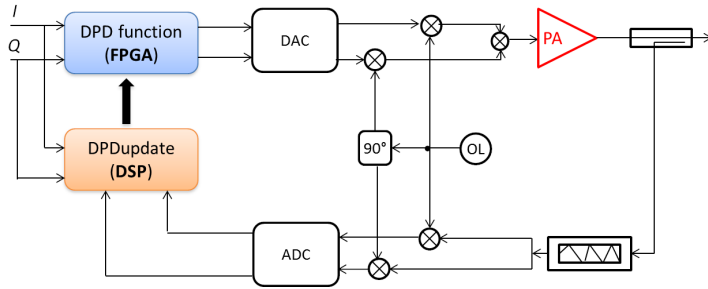 I
Q
DPD function
(FPGA)
DAC
PA
DPDupdate
(DSP)
90°
OL
ADC